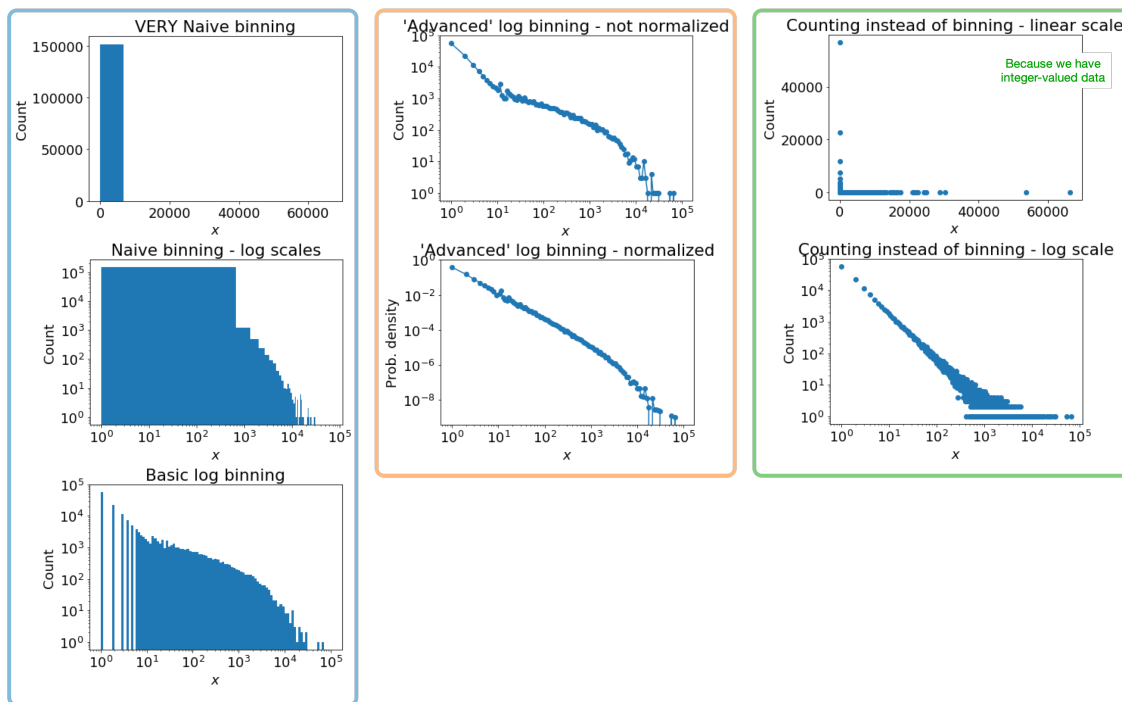 VERY Naive binning
150000
100000
50000
0
Count
0 20000 40000 60000
x
Naive binning - log scales
10^5
10^4
10^3
10^2
10^1
10^0
Count
10^0 10^1 10^2 10^3 10^4 10^5
x
Basic log binning
10^5
10^4
10^3
10^2
10^1
10^0
Count
10^0 10^1 10^2 10^3 10^4 10^5
x
'Advanced' log binning - not normalized
10^5
10^4
10^3
10^2
10^1
10^0
Count
10^0 10^1 10^2 10^3 10^4 10^5
x
'Advanced' log binning - normalized
10^0
10^-2
10^-4
10^-6
10^-8
Prob. density
10^0 10^1 10^2 10^3 10^4 10^5
x
Counting instead of binning - linear scale
Because we have
integer-valued data
40000
20000
0
Count
0 20000 40000 60000
x
Counting instead of binning - log scale
10^5
10^4
10^3
10^2
10^1
10^0
Count
10^0 10^1 10^2 10^3 10^4 10^5
x